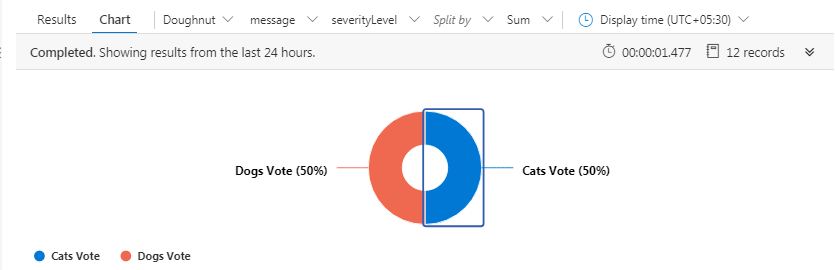 Results Chart Doughnut message severityLevel Split by Sum Display time (UTC+05:30)
Completed. Showing results from the last 24 hours. 00:00:01.477 12 records
Dogs Vote (50%) Cats Vote (50%)
Cats Vote Dogs Vote